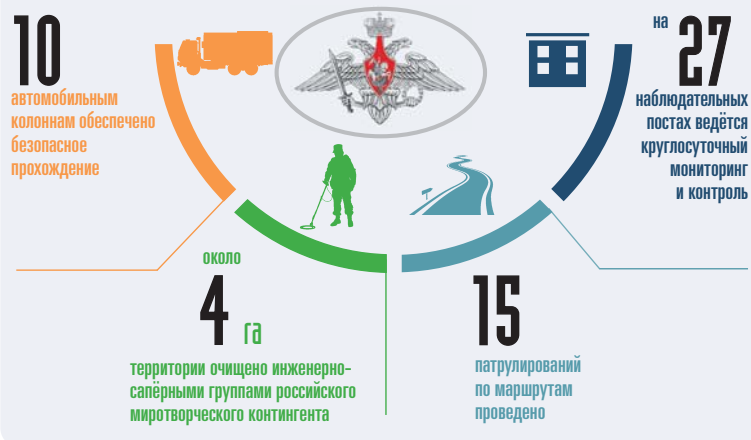 10
автомобильным
колоннам обеспечено
безопасное
прохождение
на 27
наблюдательных
постах ведётся
круглосуточный
мониторинг
и контроль
около
4 га
территории очищено инженерно-
сапёрными группами российского
миротворческого контингента
15
патрулирований
по маршрутам
проведено